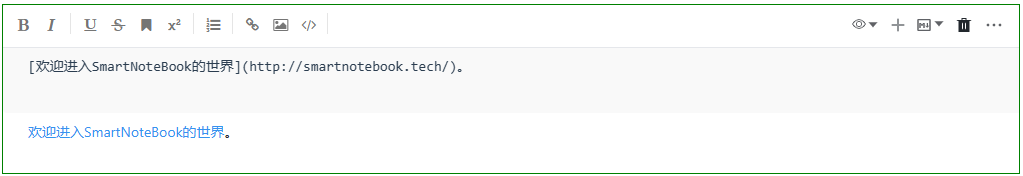 B I U S x² </>
[欢迎进入SmartNoteBook的世界](http://smartnotebook.tech/)。
欢迎进入SmartNoteBook的世界。